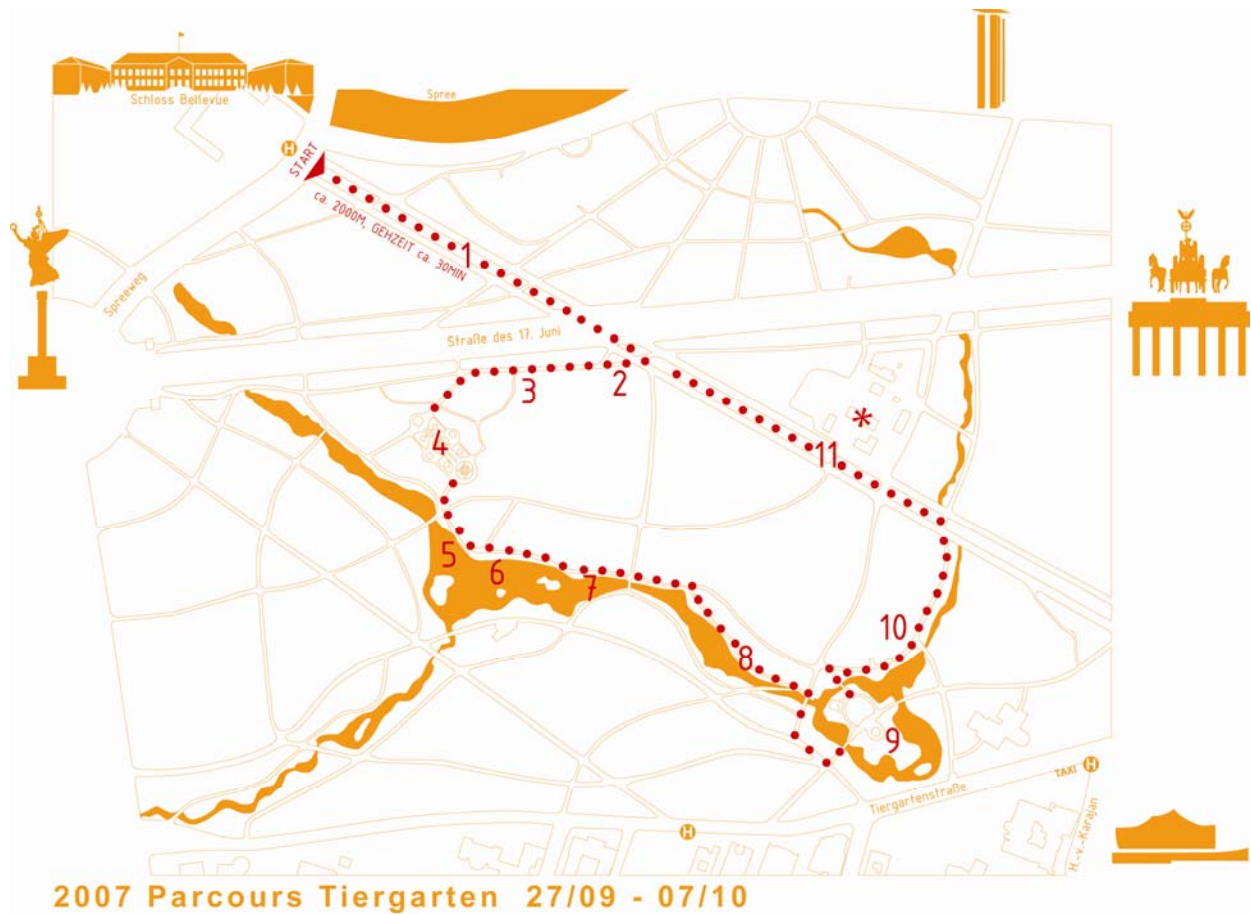 Schloss Bellevue
Spree
H
START
ca. 2000M, GEHZEIT ca. 30MIN
1
Spreeweg
Straße des 17. Juni
2
3
*
4
11
5
6
7
10
8
9
TAXI H
Tiergartenstraße
H
H.-v.-Karajan
2007 Parcours Tiergarten 27/09 - 07/10